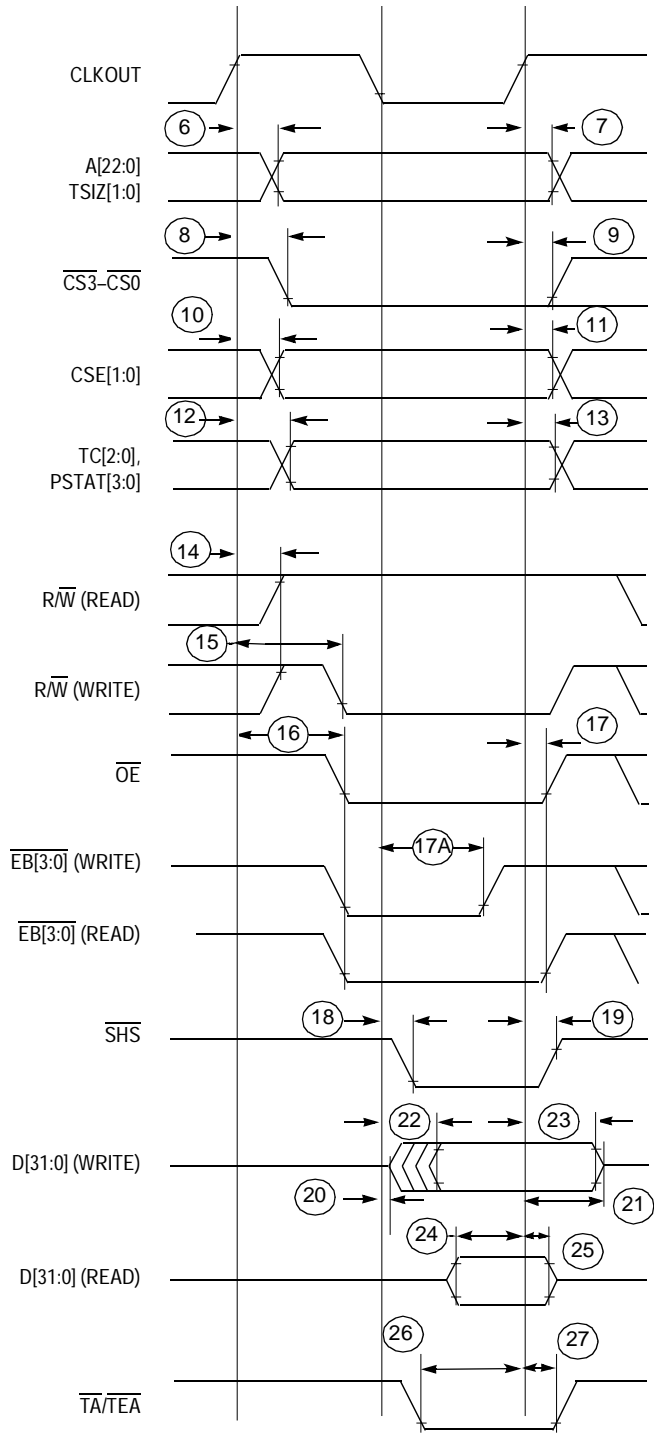 CLKOUT
6
7
A[22:0]
TSIZ[1:0]
8
9
CS3–CS0
10
11
CSE[1:0]
12
13
TC[2:0],
PSTAT[3:0]
14
R/W (READ)
15
R/W (WRITE)
16
17
OE
17A
EB[3:0] (WRITE)
EB[3:0] (READ)
18
19
SHS
22
23
D[31:0] (WRITE)
20
21
24
25
D[31:0] (READ)
26
27
TA/TEA